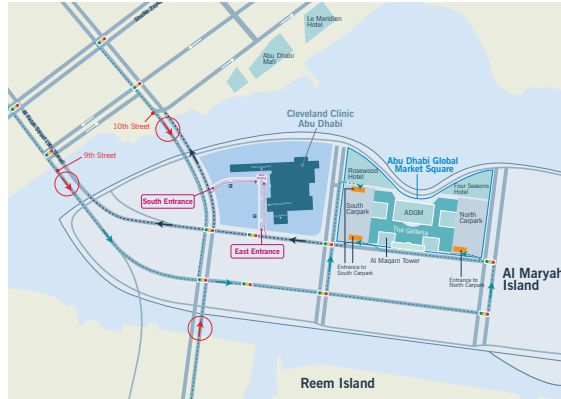 Le Meridien
Hotel
Abu Dhabi
Mall
10th Street
9th Street
Cleveland Clinic
Abu Dhabi
South Entrance
East Entrance
Abu Dhabi Global
Market Square
Rosewood
Hotel
Four Seasons
Hotel
South
Carpark
ADGM
North
Carpark
The Galleria
Al Maqam Tower
Entrance to
South Carpark
Entrance to
North Carpark
Al Maryah
Island
Reem Island